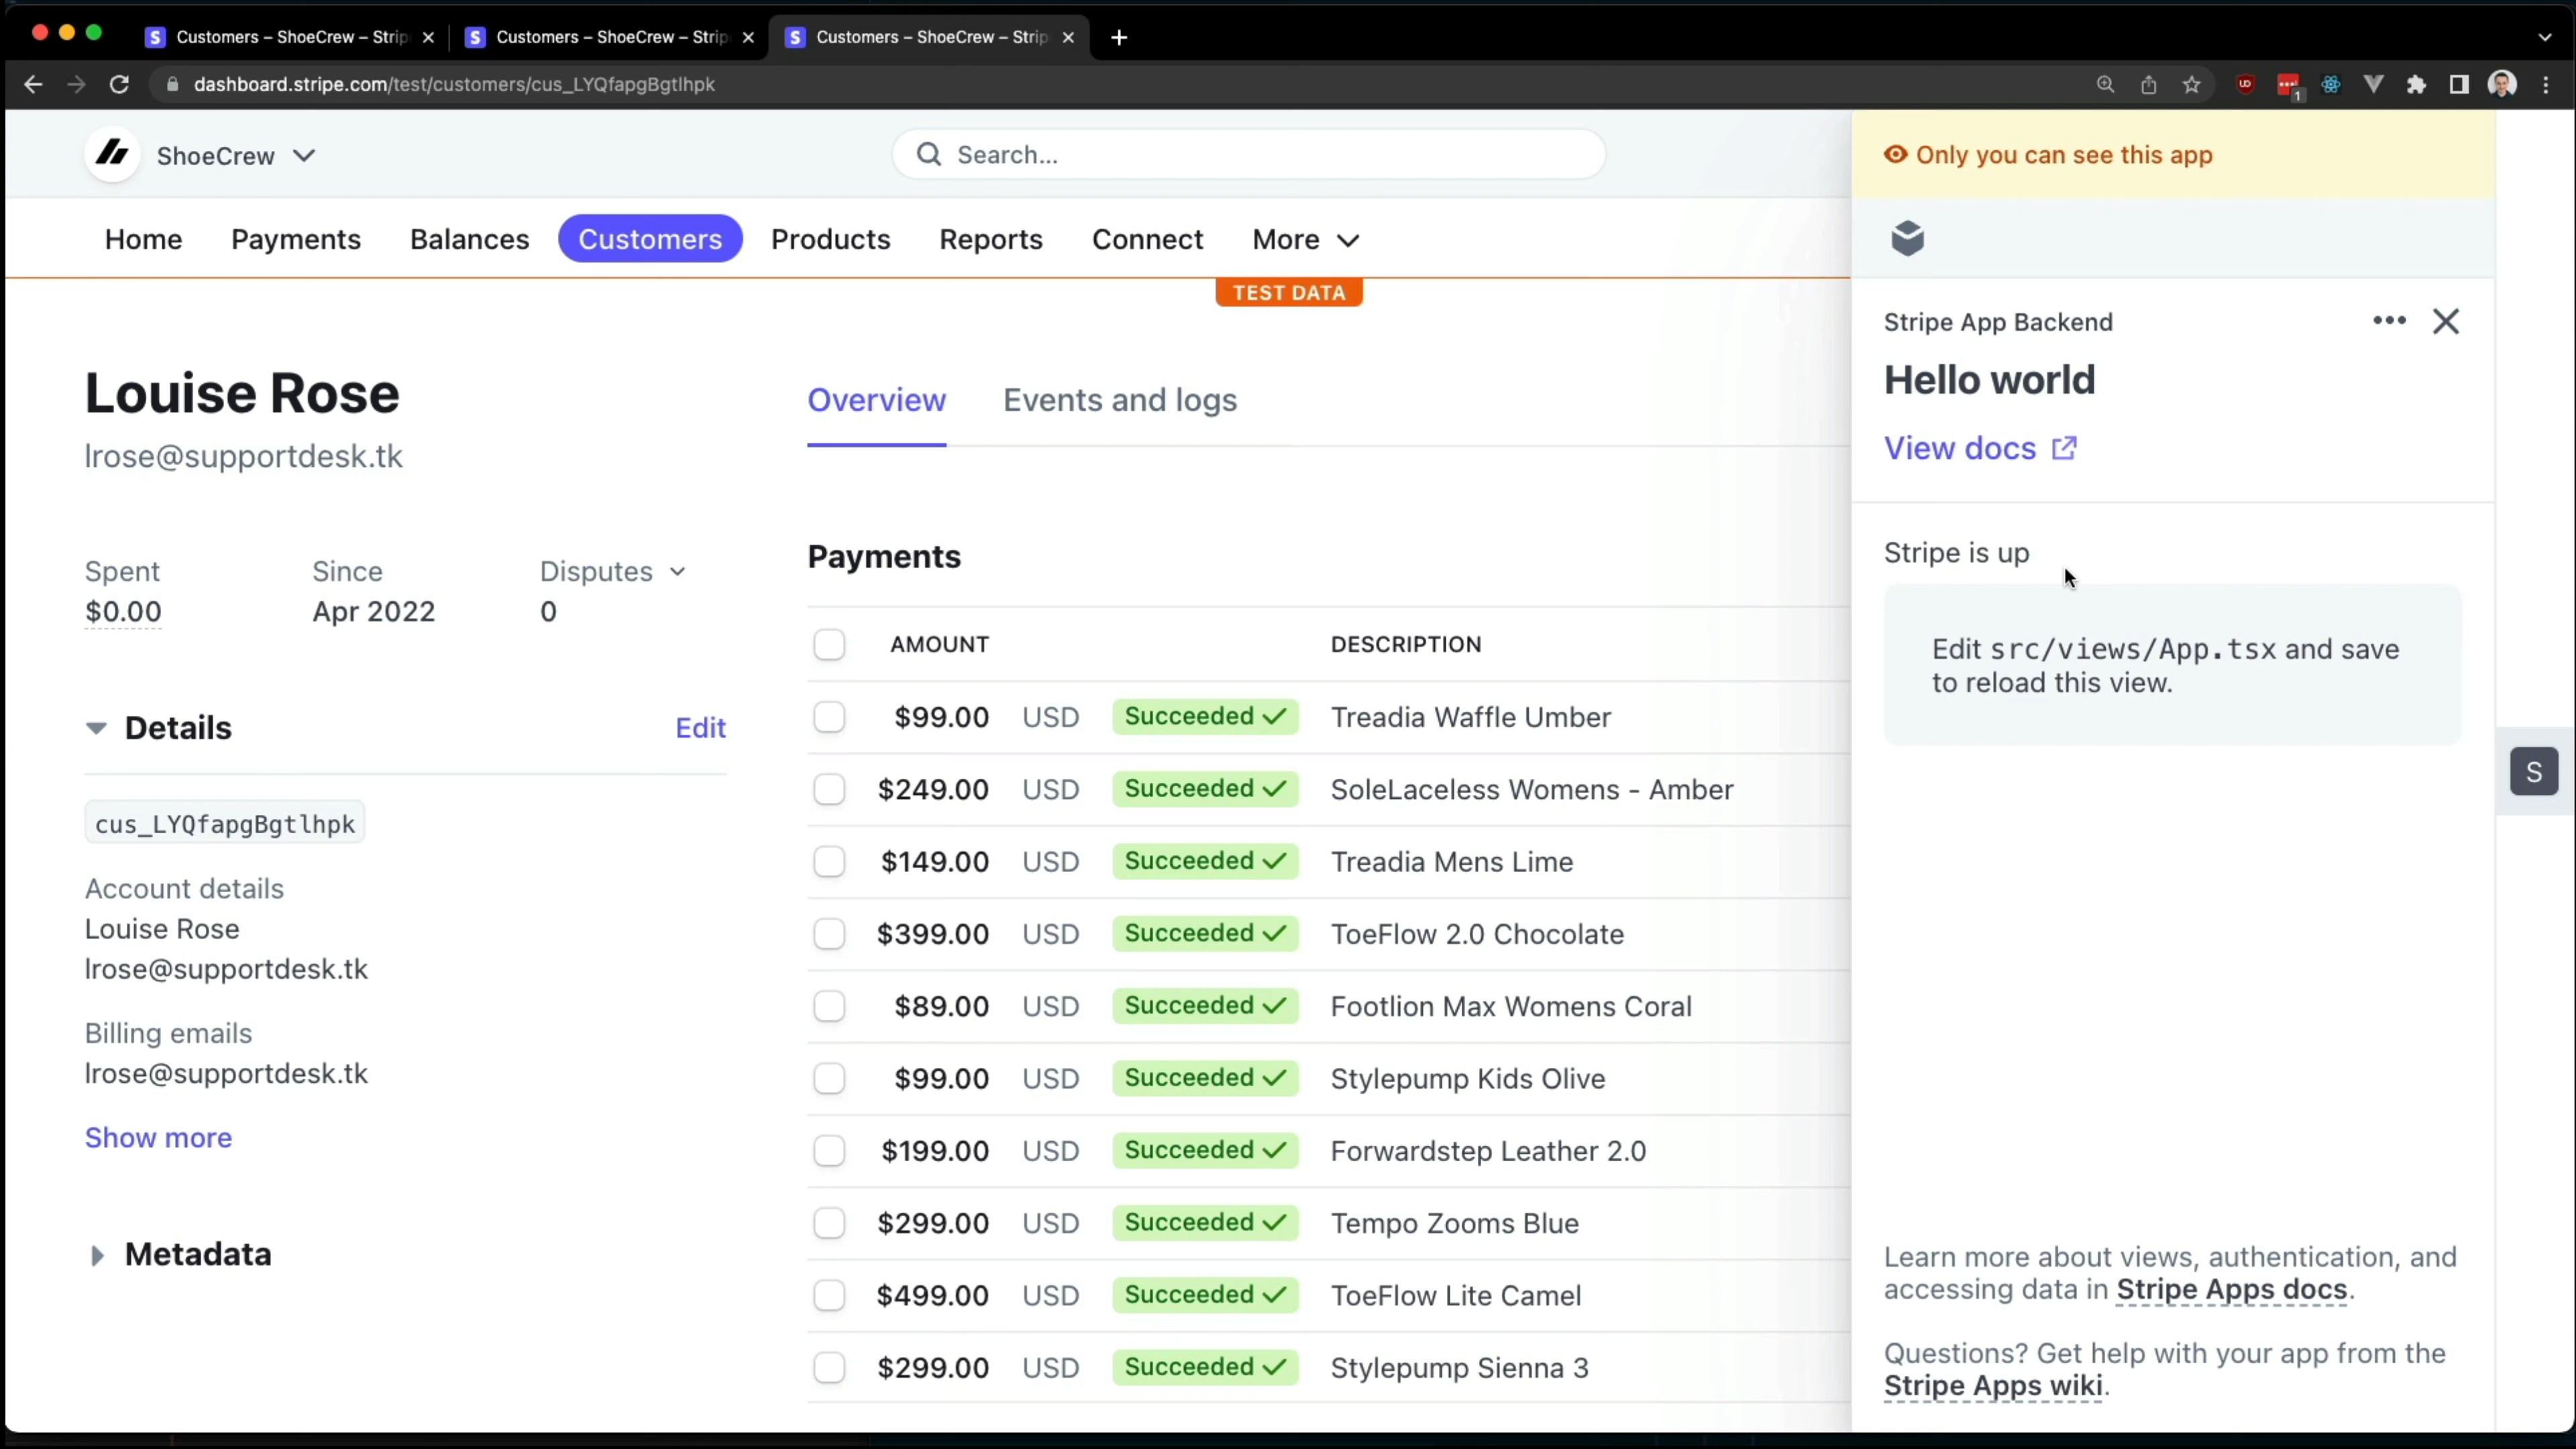 Customers – ShoeCrew – Strip
Customers – ShoeCrew – Strip
Customers – ShoeCrew – Strip
dashboard.stripe.com/test/customers/cus_LYQfapgBgtlhpk
1
ShoeCrew
Search...
Only you can see this app
Home Payments Balances Customers Products Reports Connect More
TEST DATA
Louise Rose
lrose@supportdesk.tk
Spent Since Disputes
$0.00 Apr 2022 0
Details Edit
cus_LYQfapgBgtlhpk
Account details
Louise Rose
lrose@supportdesk.tk
Billing emails
lrose@supportdesk.tk
Show more
Metadata
Overview Events and logs
Payments
AMOUNT DESCRIPTION
$99.00 USD Succeeded Treadia Waffle Umber
$249.00 USD Succeeded SoleLaceless Womens - Amber
$149.00 USD Succeeded Treadia Mens Lime
$399.00 USD Succeeded ToeFlow 2.0 Chocolate
$89.00 USD Succeeded Footlion Max Womens Coral
$99.00 USD Succeeded Stylepump Kids Olive
$199.00 USD Succeeded Forwardstep Leather 2.0
$299.00 USD Succeeded Tempo Zooms Blue
$499.00 USD Succeeded ToeFlow Lite Camel
$299.00 USD Succeeded Stylepump Sienna 3
Stripe App Backend
Hello world
View docs
Stripe is up
Edit src/views/App.tsx and save
to reload this view.
S
Learn more about views, authentication, and
accessing data in Stripe Apps docs.
Questions? Get help with your app from the
Stripe Apps wiki.